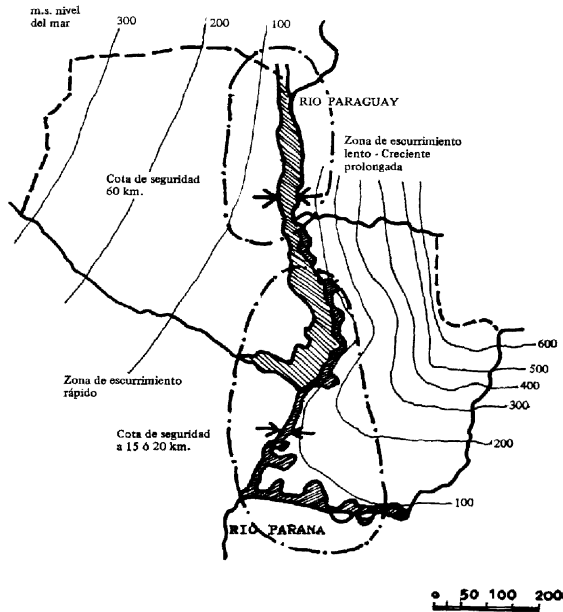 m.s. nivel
del mar
300
200
100
RIO PARAGUAY
Zona de escurrimiento
lento - Creciente
prolongada
Cota de seguridad
60 km.
600
500
Zona de escurrimiento
rápido
400
300
Cota de seguridad
a 15 ó 20 km.
200
100
RIO PARANA
0 50 100 200